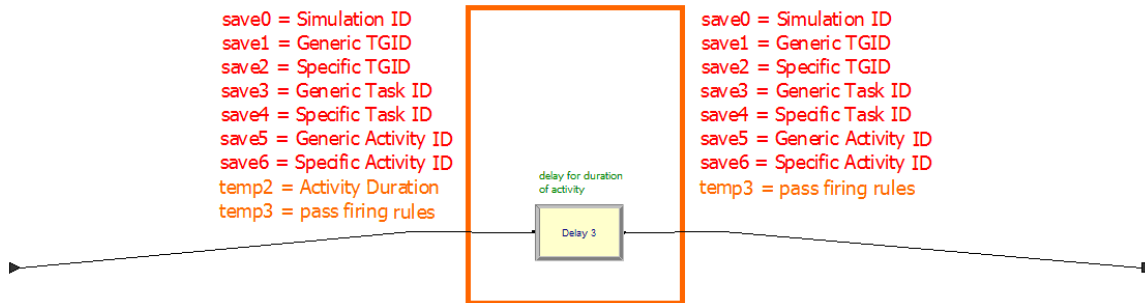 save0 = Simulation ID
save1 = Generic TGID
save2 = Specific TGID
save3 = Generic Task ID
save4 = Specific Task ID
save5 = Generic Activity ID
save6 = Specific Activity ID
temp2 = Activity Duration
temp3 = pass firing rules
delay for duration
of activity
Delay 3
save0 = Simulation ID
save1 = Generic TGID
save2 = Specific TGID
save3 = Generic Task ID
save4 = Specific Task ID
save5 = Generic Activity ID
save6 = Specific Activity ID
temp3 = pass firing rules